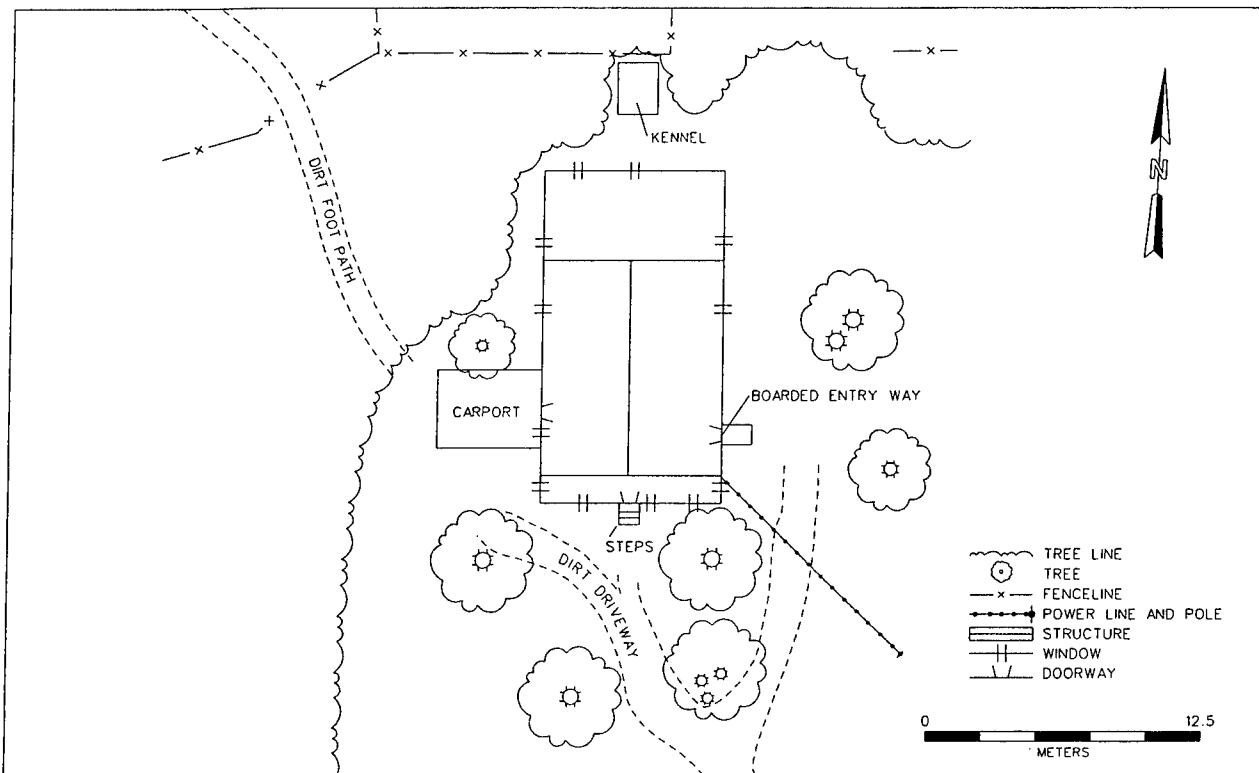 KENNEL
N
DIRT FOOT PATH
CARPORT
BOARDED ENTRY WAY
STEPS
DIRT DRIVEWAY
TREE LINE
TREE
FENCELINE
POWER LINE AND POLE
STRUCTURE
WINDOW
DOORWAY
0 12.5
METERS